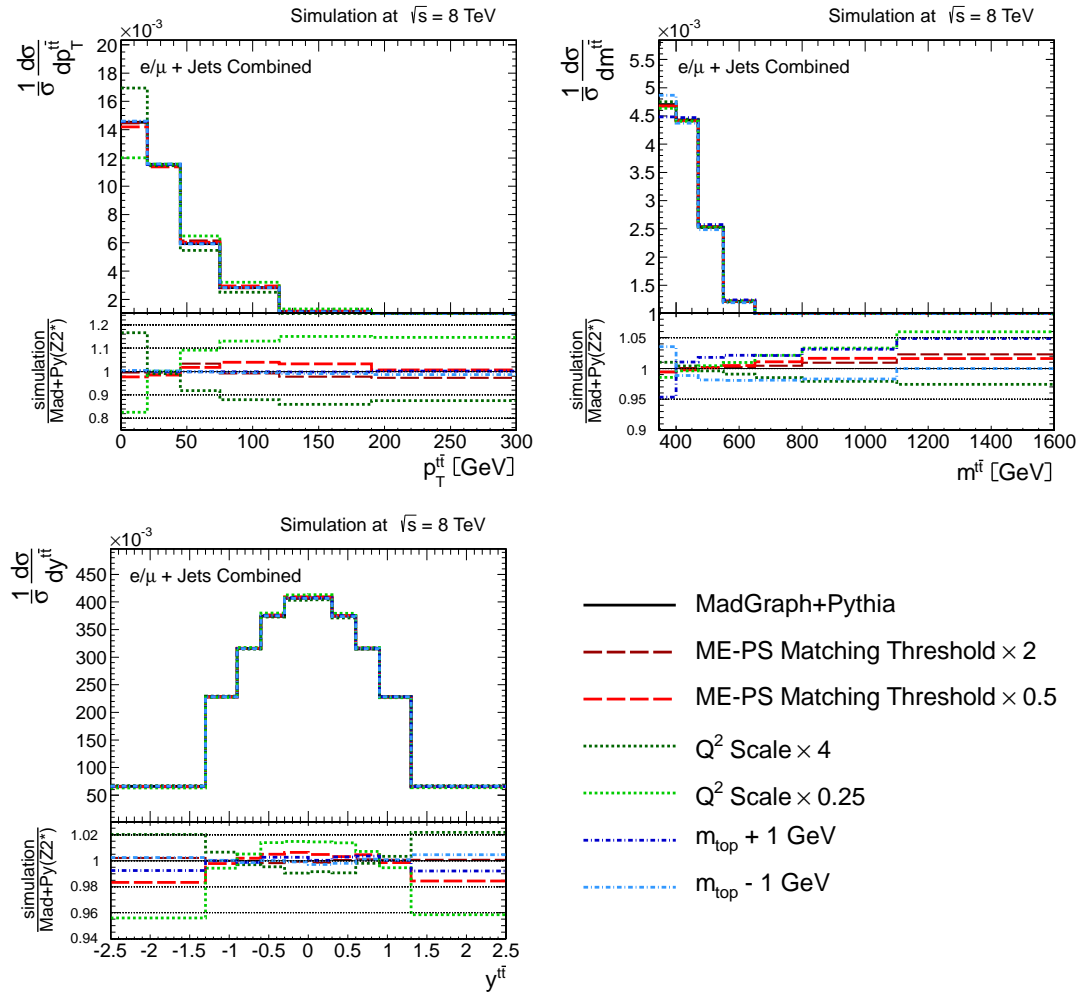 Simulation at √s = 8 TeV
×10⁻³
e/μ + Jets Combined
1/σ dσ/dp_T^{tt̄}
20
18
16
14
12
10
8
6
4
2
simulation
Mad+Py(Z2*)
1.2
1.1
1
0.9
0.8
0 50 100 150 200 250 300
p_T^{tt̄} [GeV]
Simulation at √s = 8 TeV
×10⁻³
e/μ + Jets Combined
1/σ dσ/dm^{tt̄}
5.5
5
4.5
4
3.5
3
2.5
2
1.5
1
simulation
Mad+Py(Z2*)
1.05
1
0.95
0.9
400 600 800 1000 1200 1400 1600
m^{tt̄} [GeV]
Simulation at √s = 8 TeV
×10⁻³
e/μ + Jets Combined
1/σ dσ/dy^{tt̄}
450
400
350
300
250
200
150
100
50
simulation
Mad+Py(Z2*)
1.02
1
0.98
0.96
0.94
-2.5 -2 -1.5 -1 -0.5 0 0.5 1 1.5 2 2.5
y^{tt̄}
MadGraph+Pythia
ME-PS Matching Threshold × 2
ME-PS Matching Threshold × 0.5
Q² Scale × 4
Q² Scale × 0.25
m_top + 1 GeV
m_top - 1 GeV